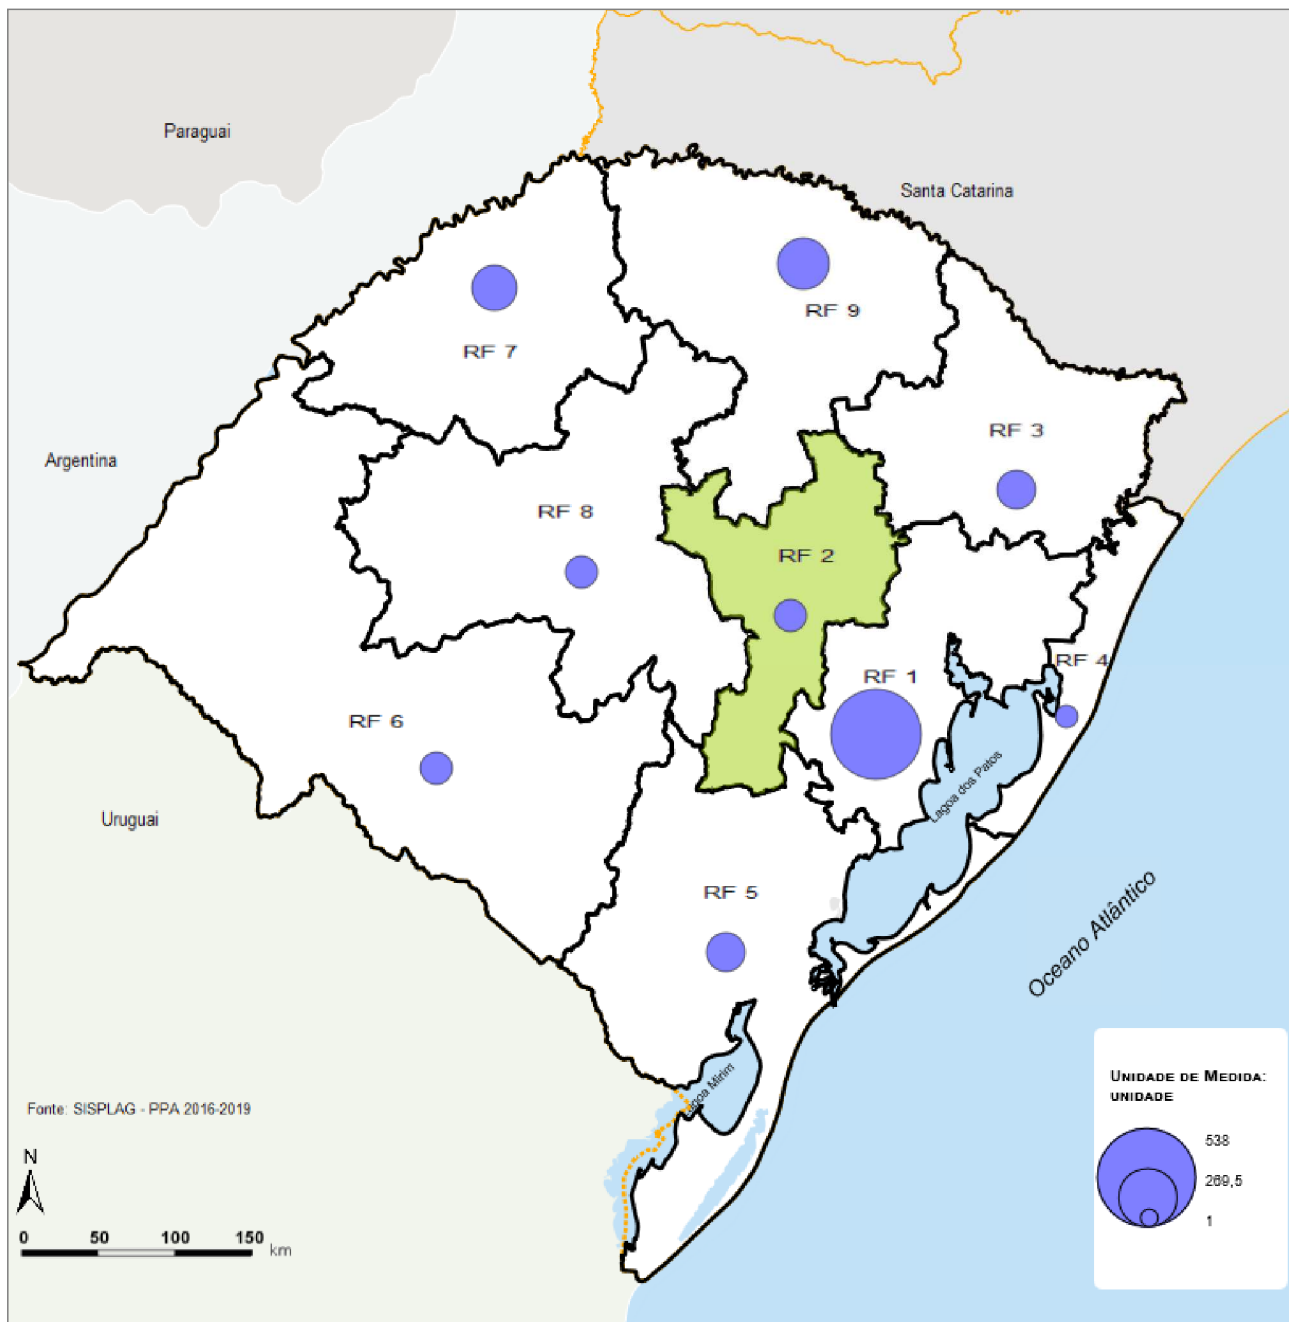 Paraguai
Santa Catarina
RF 9
RF 7
RF 3
Argentina
RF 8
RF 2
RF 4
RF 1
RF 6
Lagoa dos Patos
Uruguai
RF 5
Oceano Atlântico
Lagoa Mirim
UNIDADE DE MEDIDA:
UNIDADE
538
269,5
1
Fonte: SISPLAG - PPA 2016-2019
N
0 50 100 150
km